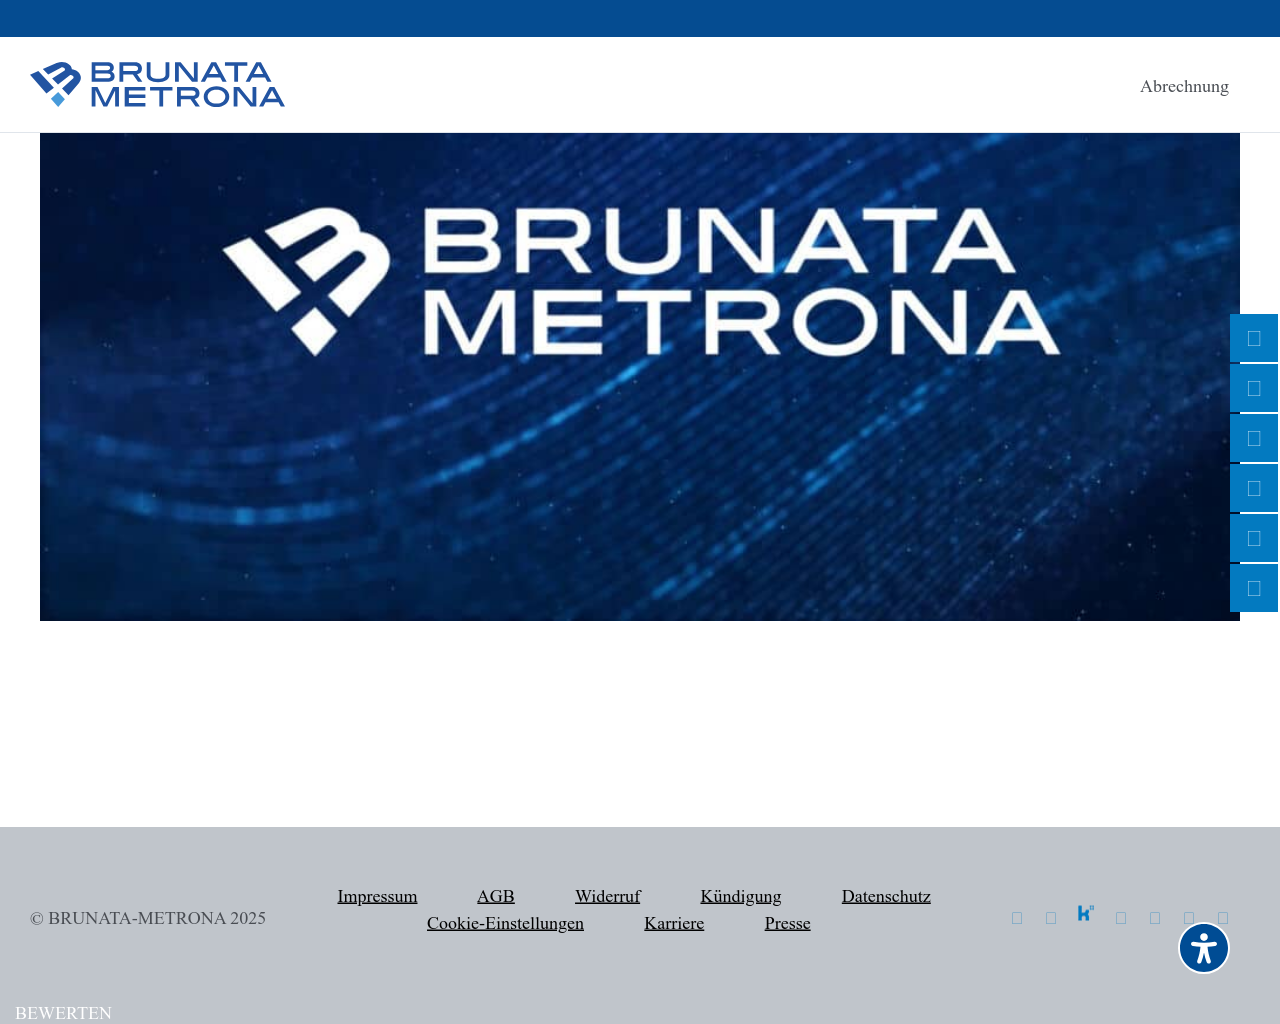 BRUNATA
METRONA
Abrechnung
BRUNATA
METRONA
Impressum AGB Widerruf Kündigung Datenschutz
© BRUNATA-METRONA 2025
Cookie-Einstellungen Karriere Presse
BEWERTEN